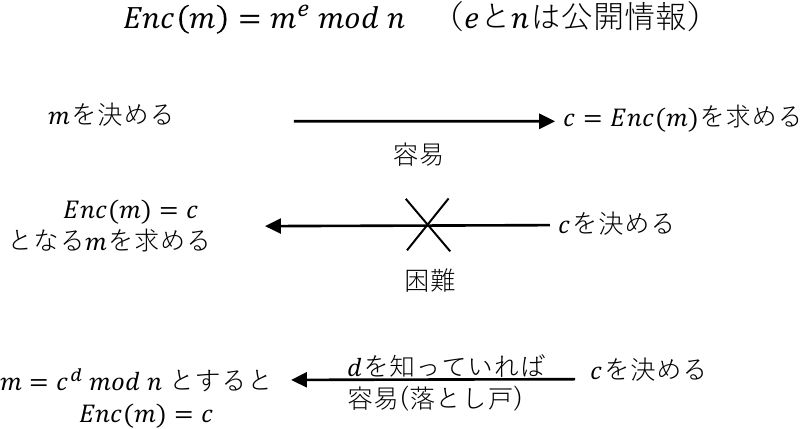 Enc(m) = m^e mod n （eとnは公開情報）
mを決める
c = Enc(m)を求める
容易
Enc(m) = c
となるmを求める
cを決める
困難
m = c^d mod n とすると
Enc(m) = c
dを知っていれば
容易(落とし戸)
cを決める